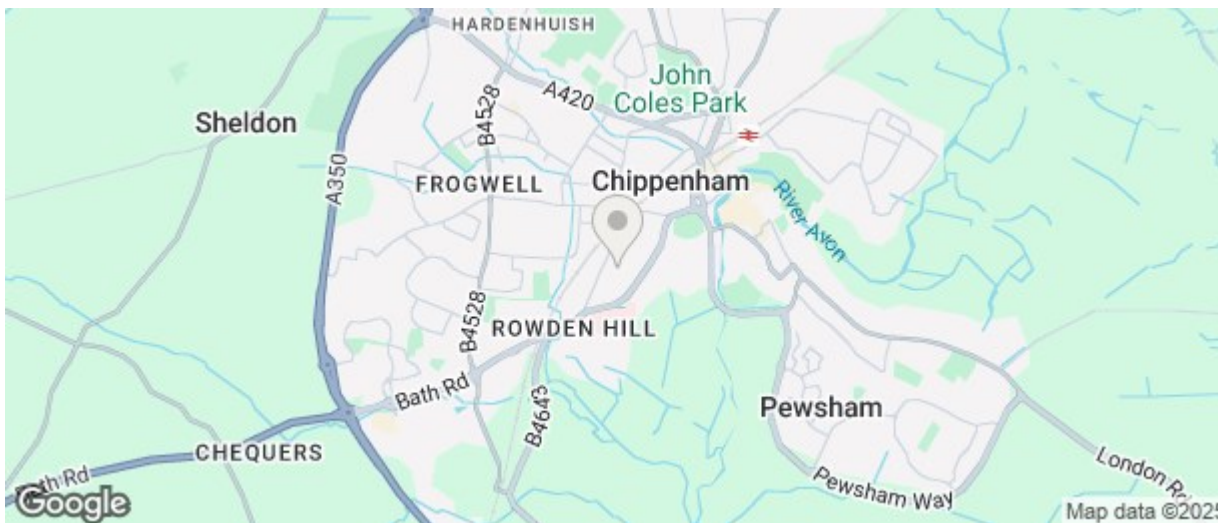 HARDENHUISH
John
Coles Park
A420
B4528
Sheldon
A350
FROGWELL
Chippenham
River Avon
B4528
ROWDEN HILL
Bath Rd
B4643
Pewsham
CHEQUERS
London Rd
Bath Rd
Pewsham Way
Google
Map data ©2025